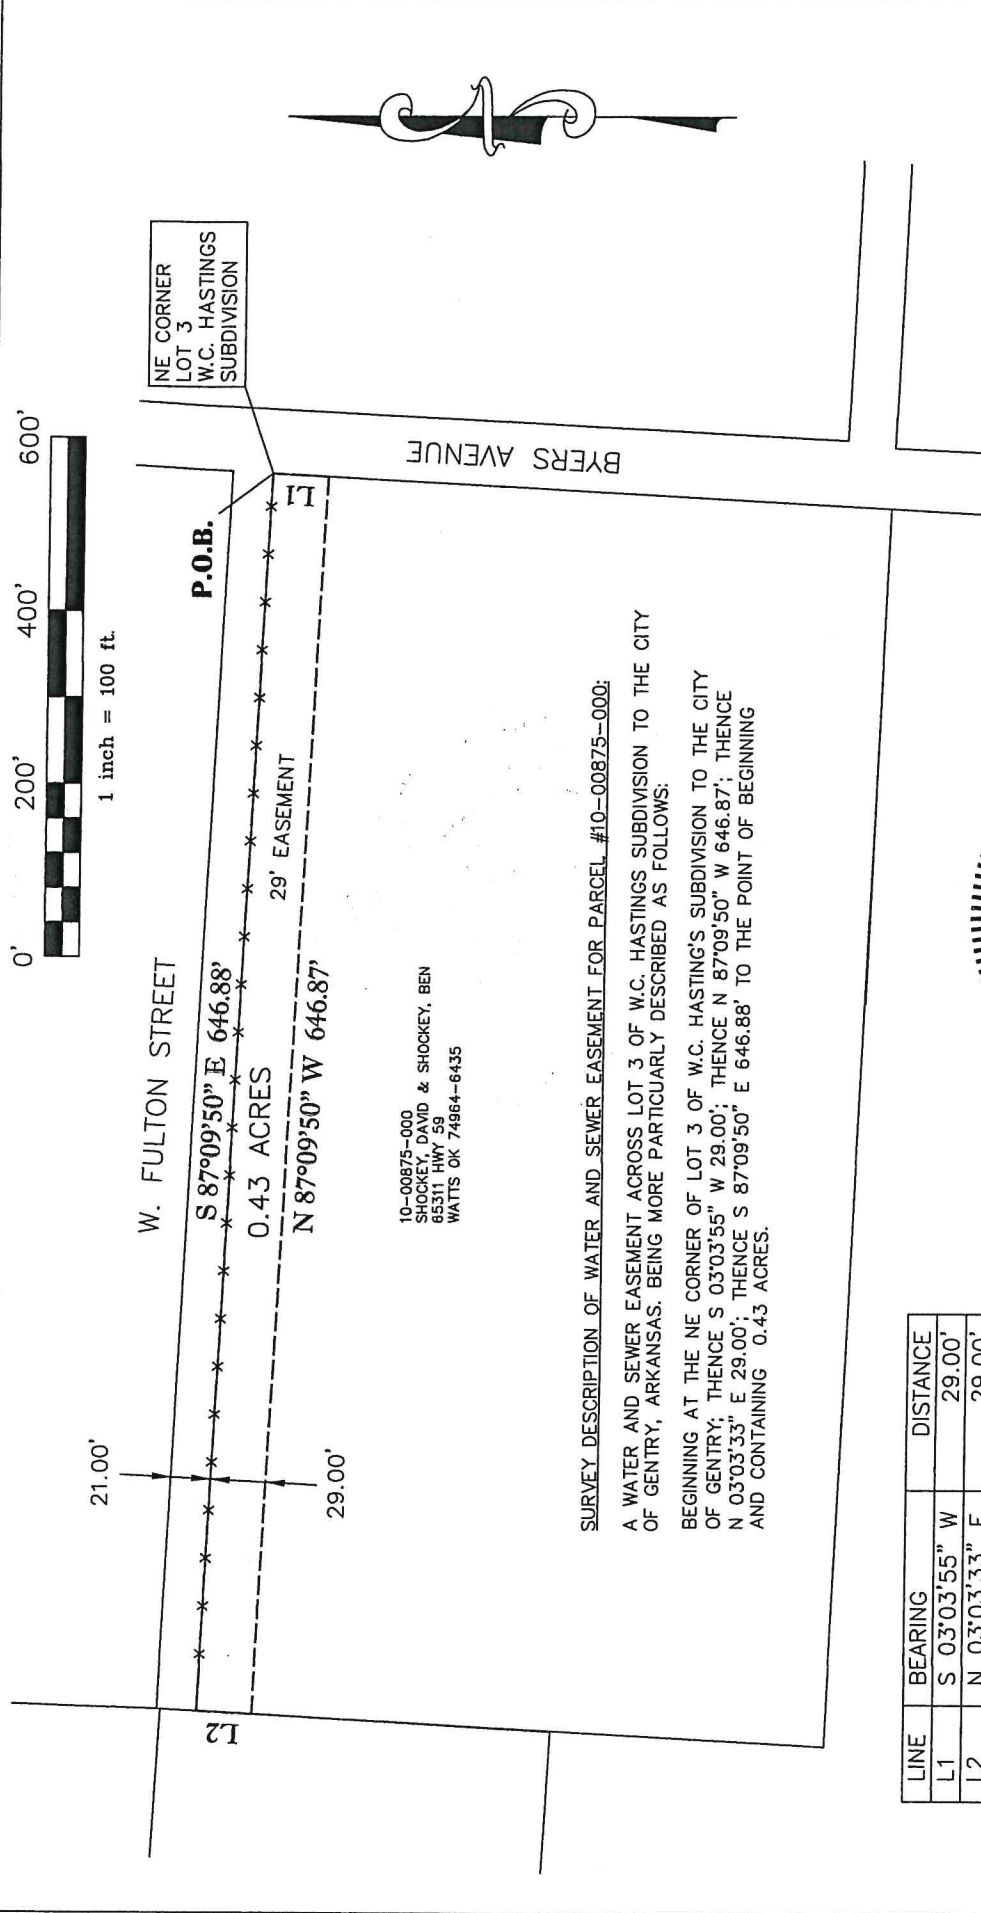 0' 200' 400' 600'
1 inch = 100 ft.
NE CORNER
LOT 3
W.C. HASTINGS
SUBDIVISION
W. FULTON STREET
P.O.B.
S 87°09'50" E 646.88'
0.43 ACRES
N 87°09'50" W 646.87'
29' EASEMENT
L1
L2
21.00'
29.00'
BYERS AVENUE
10-00875-000
SHOCKEY, DAVID & SHOCKEY, BEN
65311 HWY 59
WATTS OK 74964-6435
SURVEY DESCRIPTION OF WATER AND SEWER EASEMENT FOR PARCEL #10-00875-000:
A WATER AND SEWER EASEMENT ACROSS LOT 3 OF W.C. HASTINGS SUBDIVISION TO THE CITY
OF GENTRY, ARKANSAS. BEING MORE PARTICUARLY DESCRIBED AS FOLLOWS:
BEGINNING AT THE NE CORNER OF LOT 3 OF W.C. HASTING'S SUBDIVISION TO THE CITY
OF GENTRY; THENCE S 03°03'55" W 29.00'; THENCE N 87°09'50" W 646.87'; THENCE
N 03°03'33" E 29.00'; THENCE S 87°09'50" E 646.88' TO THE POINT OF BEGINNING
AND CONTAINING 0.43 ACRES.
LINE BEARING DISTANCE
L1 S 03°03'55" W 29.00'
L2 N 03°03'33" E 29.00'